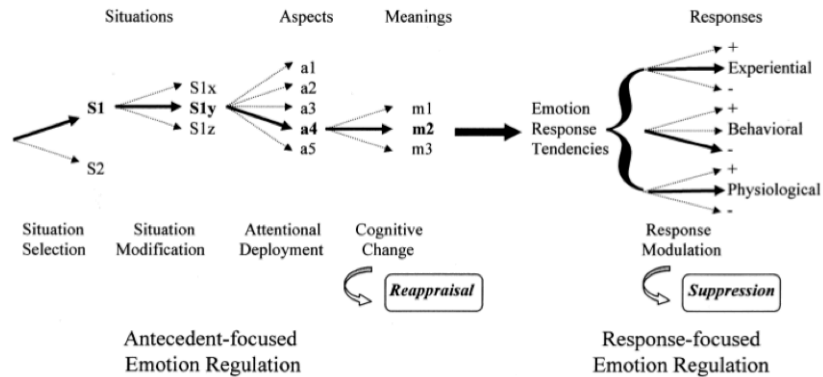 Situations Aspects Meanings Responses
a1
S1x a2
S1 S1y a3 m1
S1z a4 m2
S2 a5 m3
Emotion
Response
Tendencies
+
Experiential
-
+
Behavioral
-
+
Physiological
-
Situation
Selection
Situation
Modification
Attentional
Deployment
Cognitive
Change
Response
Modulation
Reappraisal
Suppression
Antecedent-focused
Emotion Regulation
Response-focused
Emotion Regulation